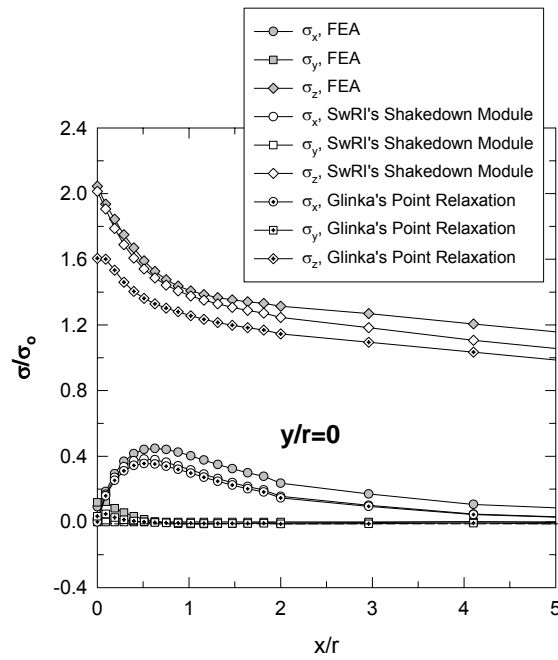 σx, FEA
σy, FEA
σz, FEA
σx, SwRI's Shakedown Module
σy, SwRI's Shakedown Module
σz, SwRI's Shakedown Module
σx, Glinka's Point Relaxation
σy, Glinka's Point Relaxation
σz, Glinka's Point Relaxation
2.4
2.0
1.6
1.2
0.8
0.4
0.0
-0.4
σ/σo
y/r=0
0 1 2 3 4 5
x/r